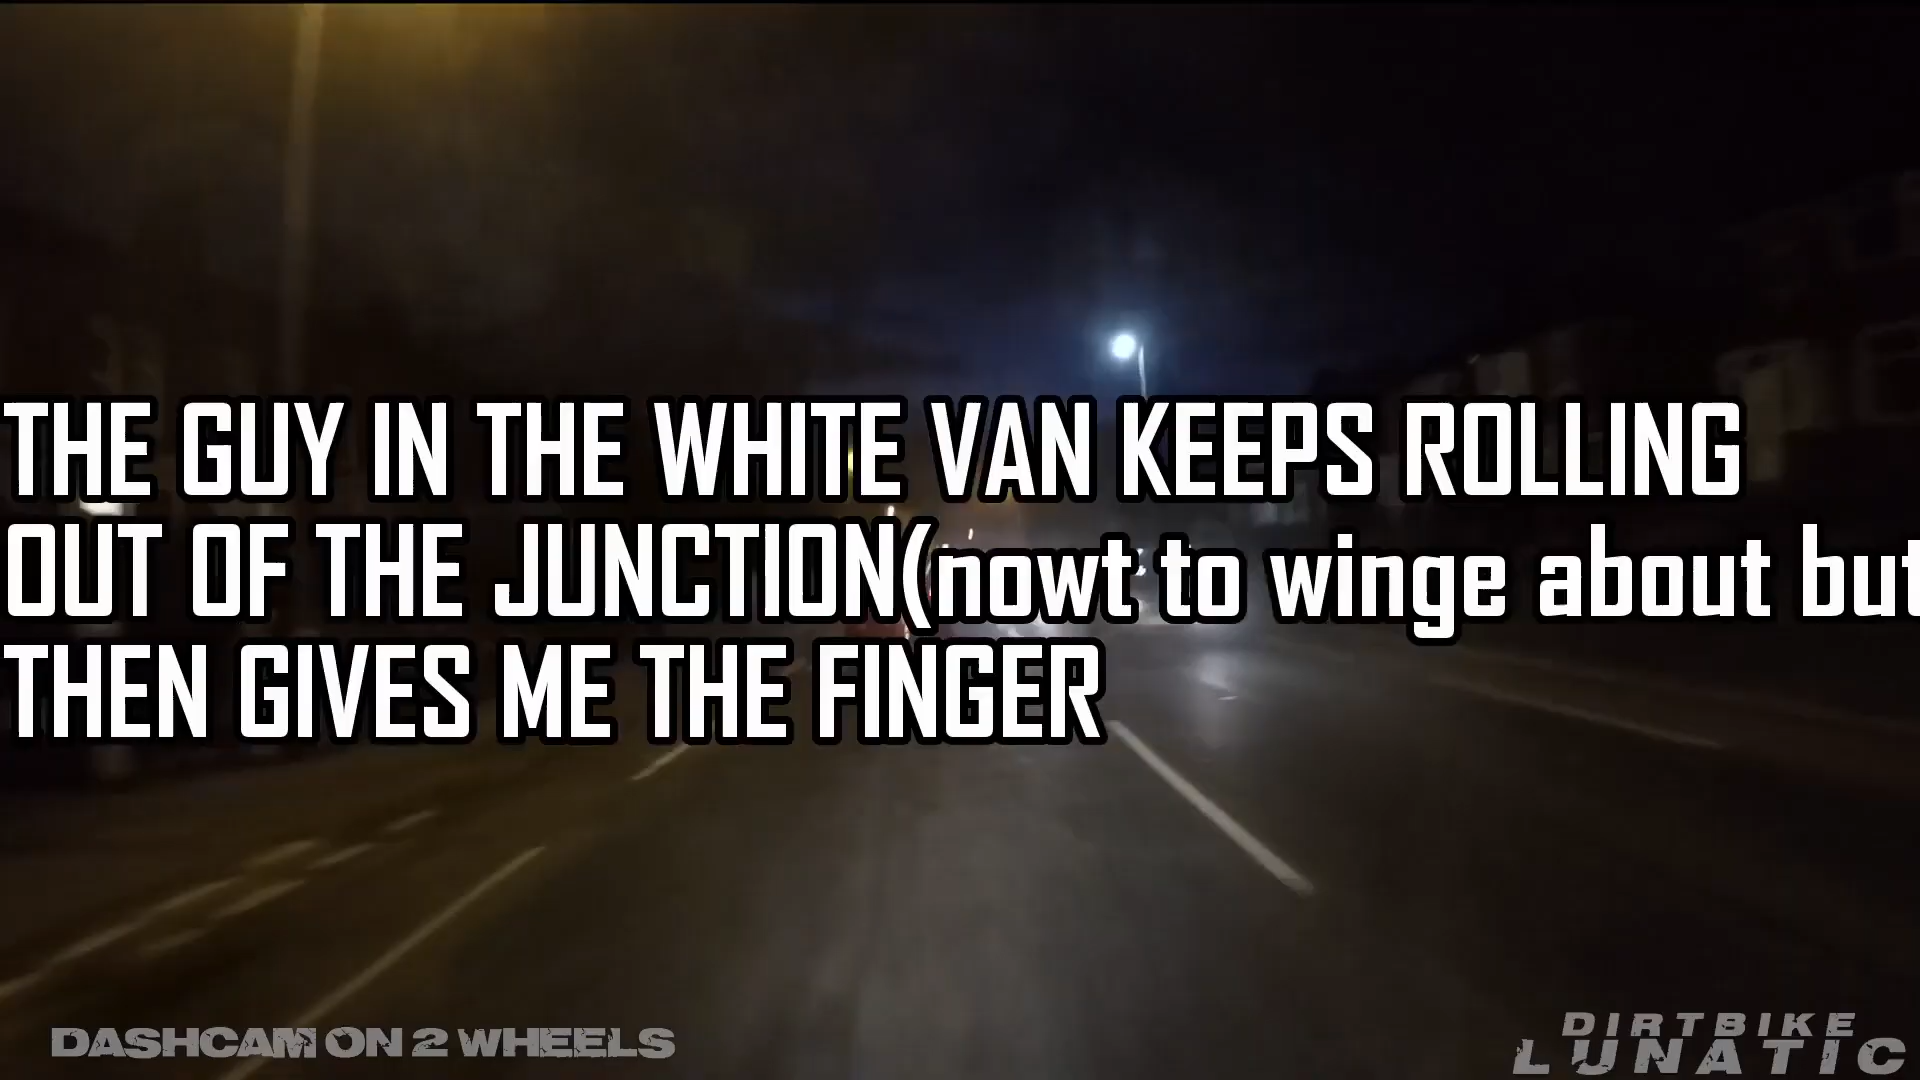 THE GUY IN THE WHITE VAN KEEPS ROLLING
OUT OF THE JUNCTION(nowt to winge about but
THEN GIVES ME THE FINGER
DASHCAM ON 2 WHEELS
DIRTBIKE
LUNATIC